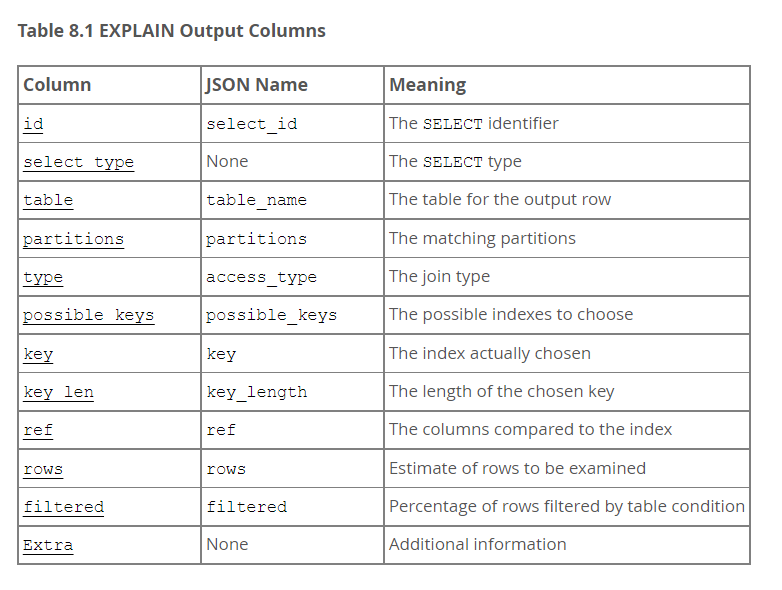 Table 8.1 EXPLAIN Output Columns
Column JSON Name Meaning
id select_id The SELECT identifier
select_type None The SELECT type
table table_name The table for the output row
partitions partitions The matching partitions
type access_type The join type
possible_keys possible_keys The possible indexes to choose
key key The index actually chosen
key_len key_length The length of the chosen key
ref ref The columns compared to the index
rows rows Estimate of rows to be examined
filtered filtered Percentage of rows filtered by table condition
Extra None Additional information